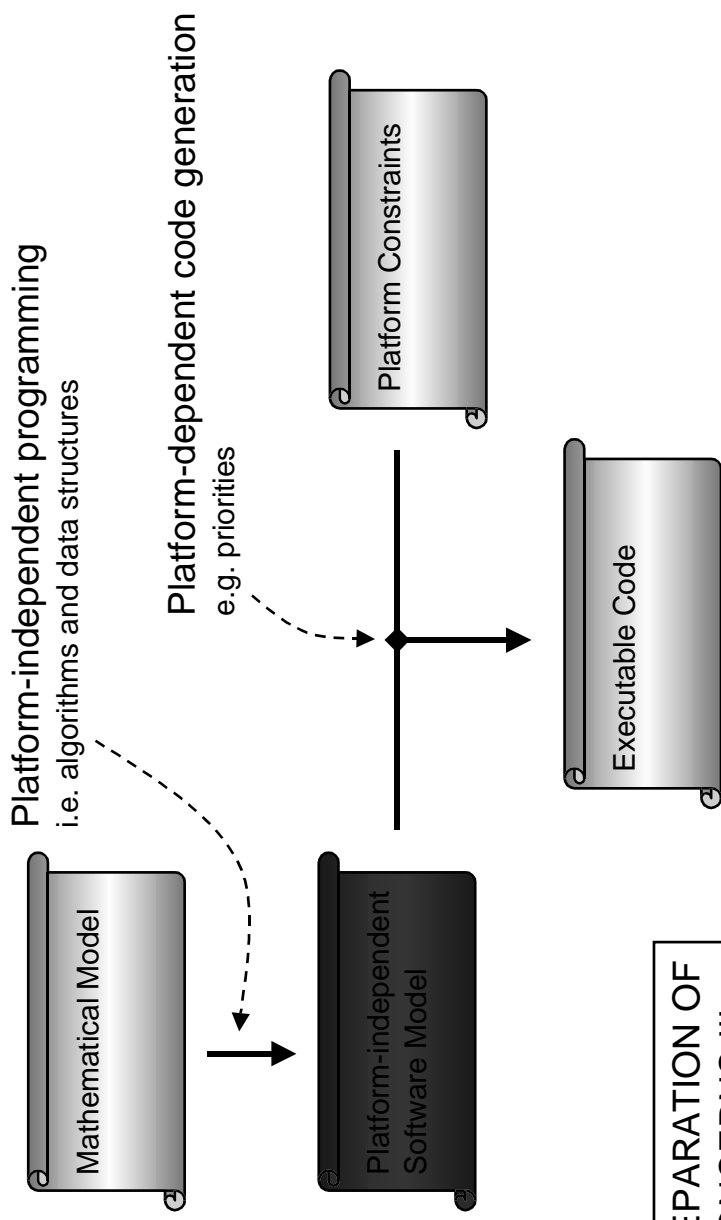 Platform-independent programming
i.e. algorithms and data structures
Platform-dependent code generation
e.g. priorities
Mathematical Model
Platform-independent
Software Model
Platform Constraints
Executable Code
EPARATION OF